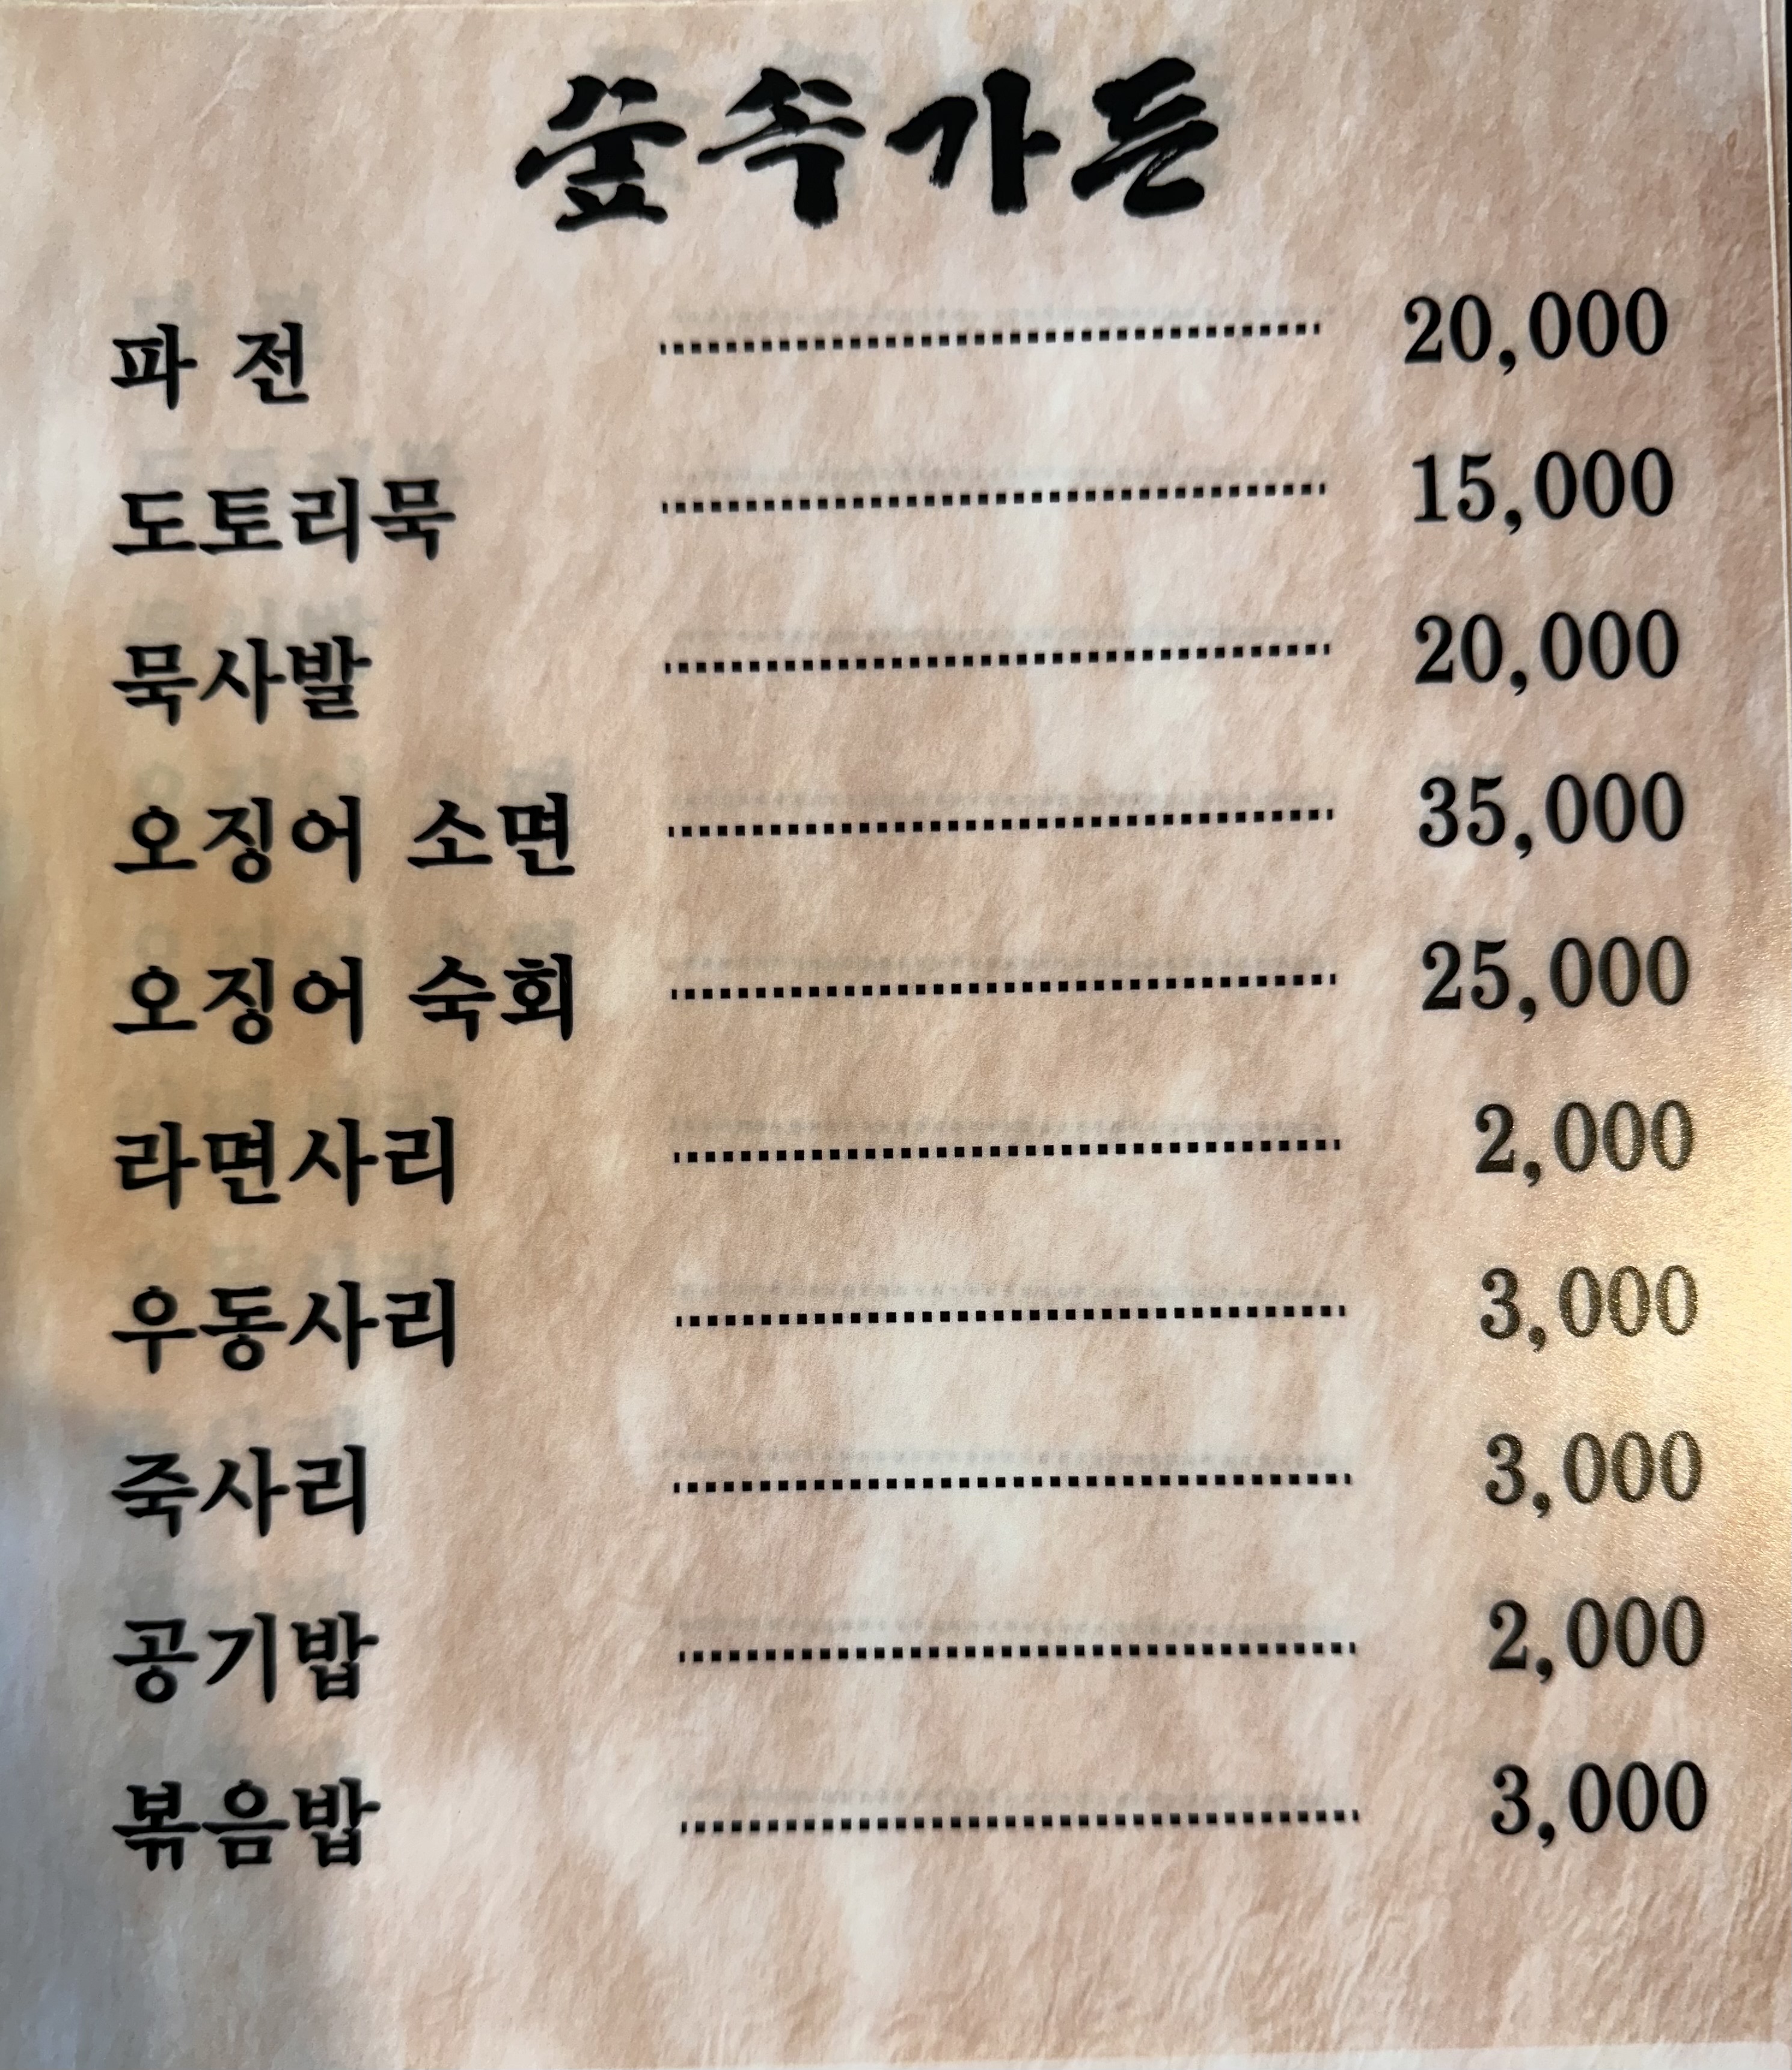 솥속가든
파 전 20,000
도토리묵 15,000
묵사발 20,000
오징어 소면 35,000
오징어 숙회 25,000
라면사리 2,000
우동사리 3,000
죽사리 3,000
공기밥 2,000
볶음밥 3,000